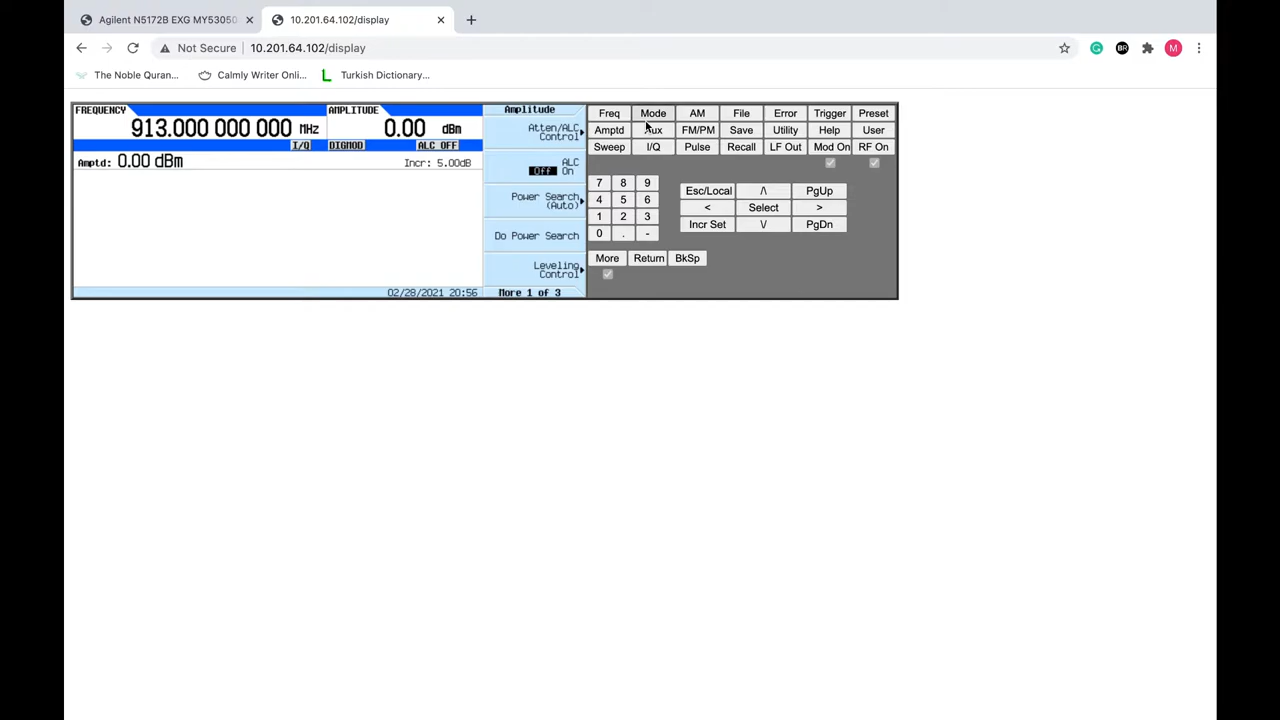 Agilent N5172B EXG MY53050
10.201.64.102/display
Not Secure
10.201.64.102/display
M
BR
The Noble Quran...
Calmly Writer Onli...
Turkish Dictionary...
FREQUENCY
913.000 000 000 MHz
AMPLITUDE
0.00 dBm
I/Q
DIGMOD
ALC OFF
Amptd: 0.00 dBm
Incr: 5.00dB
02/28/2021 20:56
Amplitude
Atten/ALC
Control
ALC
Off On
Power Search
(Auto)
Do Power Search
Leveling
Control
More 1 of 3
Freq Mode AM File Error Trigger Preset
Amptd ux FM/PM Save Utility Help User
Sweep I/Q Pulse Recall LF Out Mod On RF On
7 8 9
4 5 6
1 2 3
0 . -
Esc/Local /\ PgUp
< Select >
Incr Set \/ PgDn
More Return BkSp